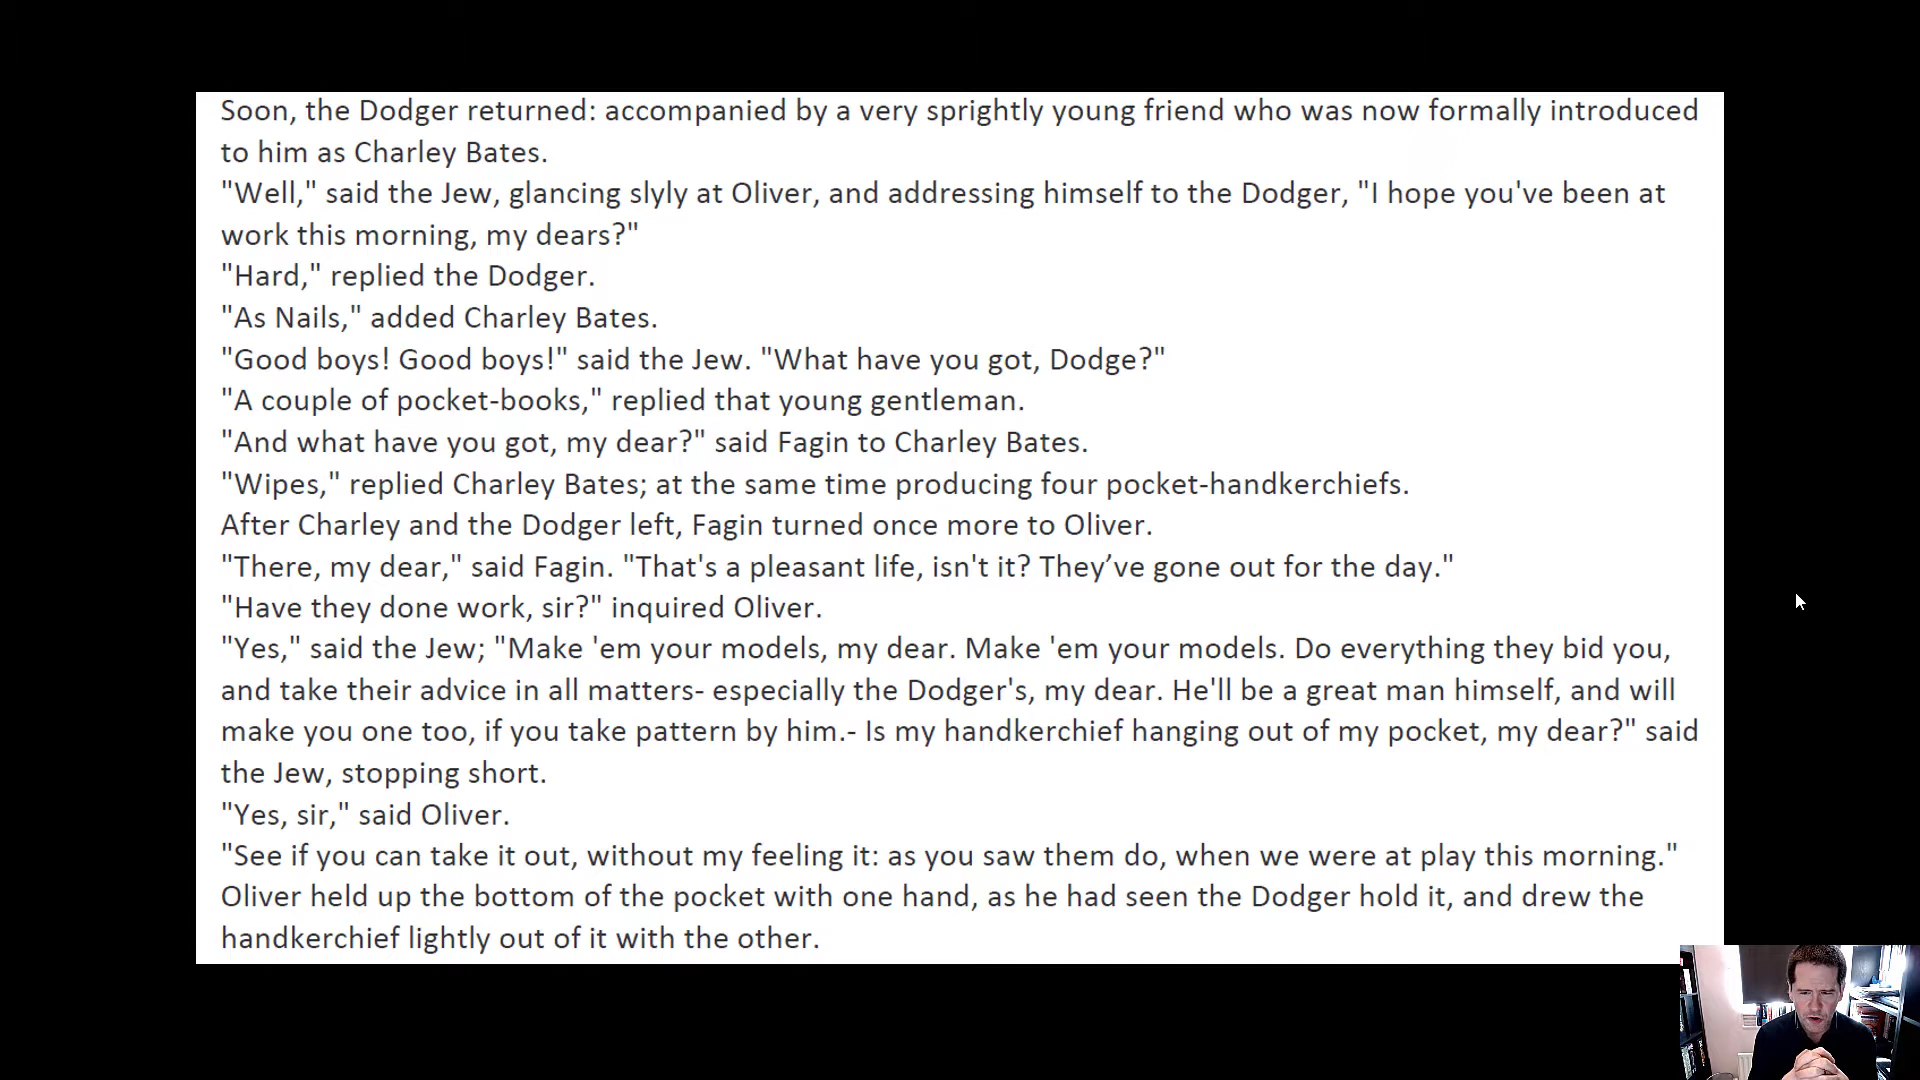 Soon, the Dodger returned: accompanied by a very sprightly young friend who was now formally introduced
to him as Charley Bates.
"Well," said the Jew, glancing slyly at Oliver, and addressing himself to the Dodger, "I hope you've been at
work this morning, my dears?"
"Hard," replied the Dodger.
"As Nails," added Charley Bates.
"Good boys! Good boys!" said the Jew. "What have you got, Dodge?"
"A couple of pocket-books," replied that young gentleman.
"And what have you got, my dear?" said Fagin to Charley Bates.
"Wipes," replied Charley Bates; at the same time producing four pocket-handkerchiefs.
After Charley and the Dodger left, Fagin turned once more to Oliver.
"There, my dear," said Fagin. "That's a pleasant life, isn't it? They’ve gone out for the day."
"Have they done work, sir?" inquired Oliver.
"Yes," said the Jew; "Make 'em your models, my dear. Make 'em your models. Do everything they bid you,
and take their advice in all matters- especially the Dodger's, my dear. He'll be a great man himself, and will
make you one too, if you take pattern by him.- Is my handkerchief hanging out of my pocket, my dear?" said
the Jew, stopping short.
"Yes, sir," said Oliver.
"See if you can take it out, without my feeling it: as you saw them do, when we were at play this morning."
Oliver held up the bottom of the pocket with one hand, as he had seen the Dodger hold it, and drew the
handkerchief lightly out of it with the other.